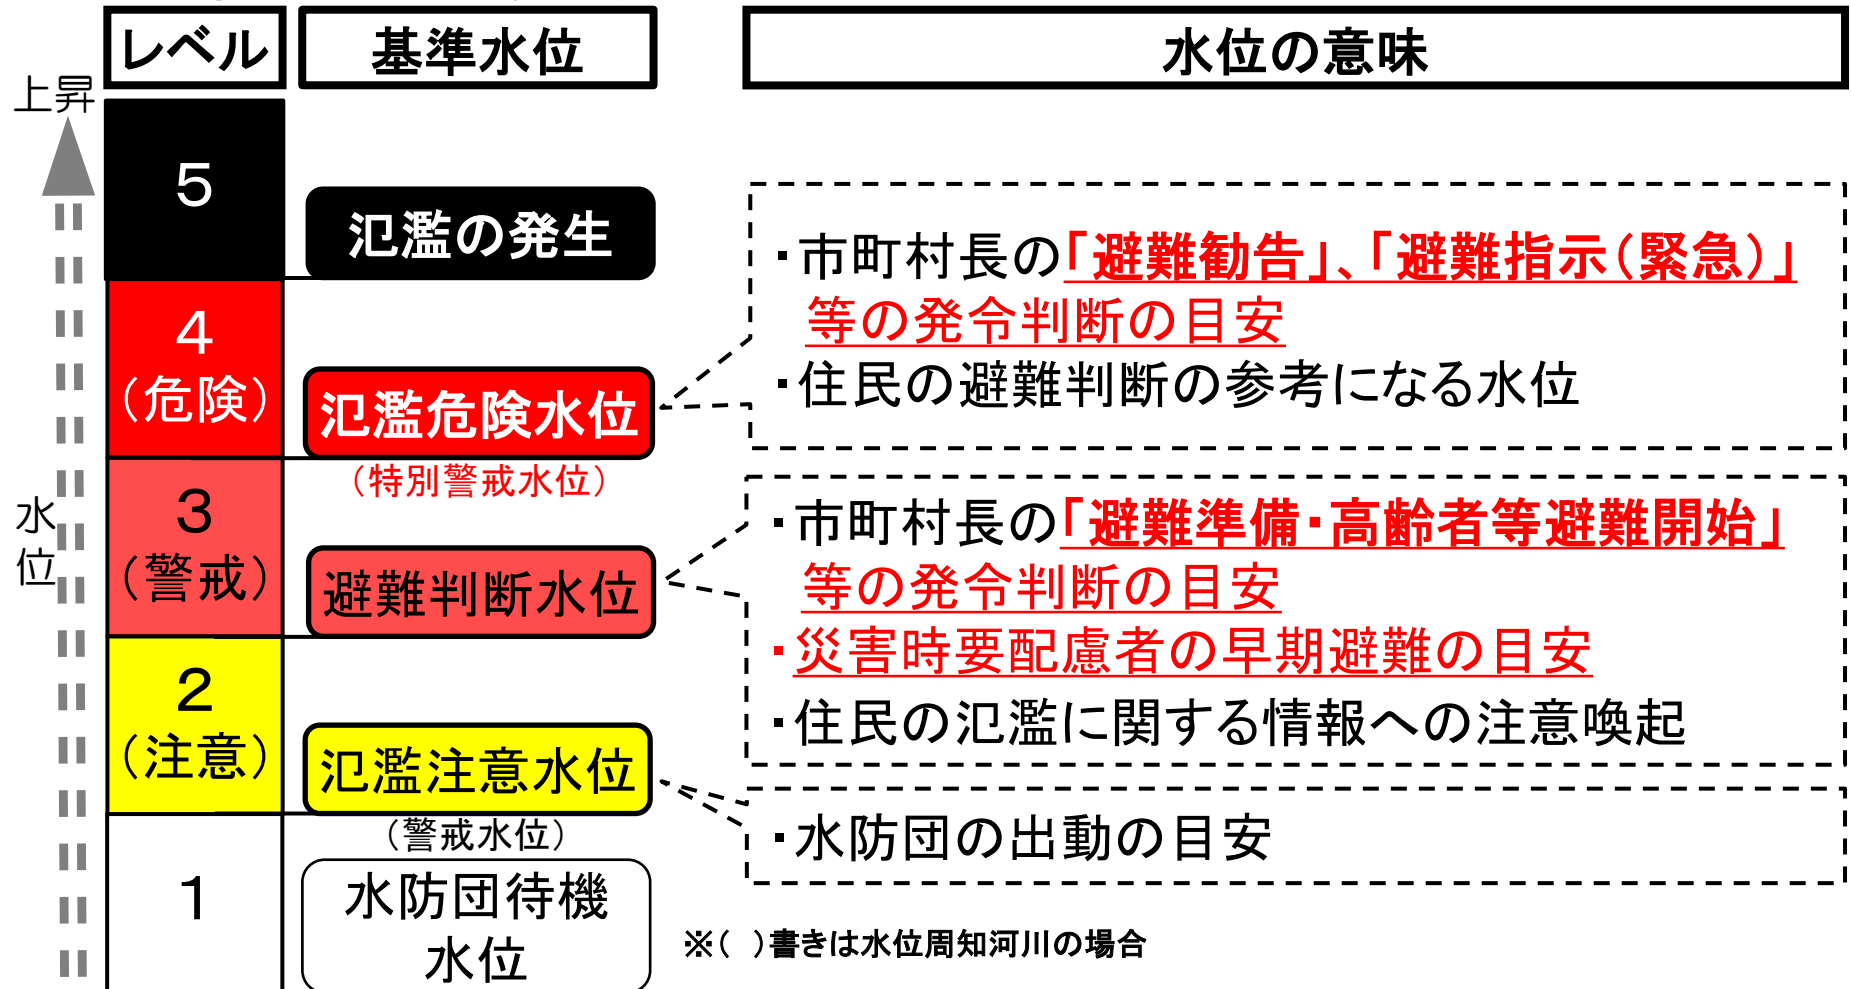 レベル
基準水位
水位の意味
上昇
水位
5
氾濫の発生
4
（危険）
氾濫危険水位
（特別警戒水位）
・市町村長の「避難勧告」、「避難指示（緊急）」
等の発令判断の目安
・住民の避難判断の参考になる水位
3
（警戒）
避難判断水位
・市町村長の「避難準備・高齢者等避難開始」
等の発令判断の目安
・災害時要配慮者の早期避難の目安
・住民の氾濫に関する情報への注意喚起
2
（注意）
氾濫注意水位
（警戒水位）
・水防団の出動の目安
1
水防団待機
水位
※（　）書きは水位周知河川の場合